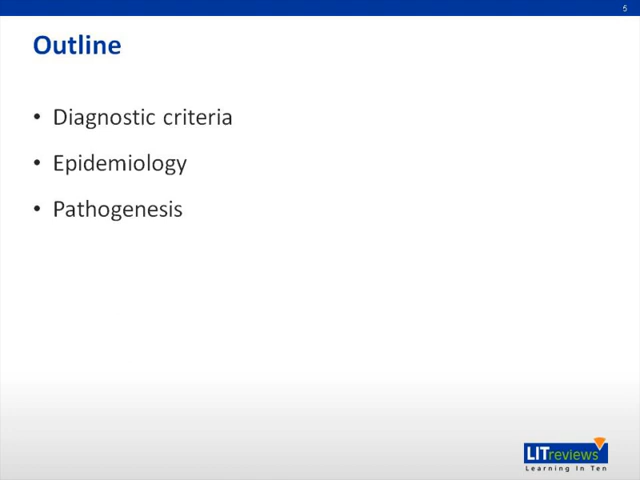 5
Outline
• Diagnostic criteria
• Epidemiology
• Pathogenesis
LITreviews
Learning In Ten